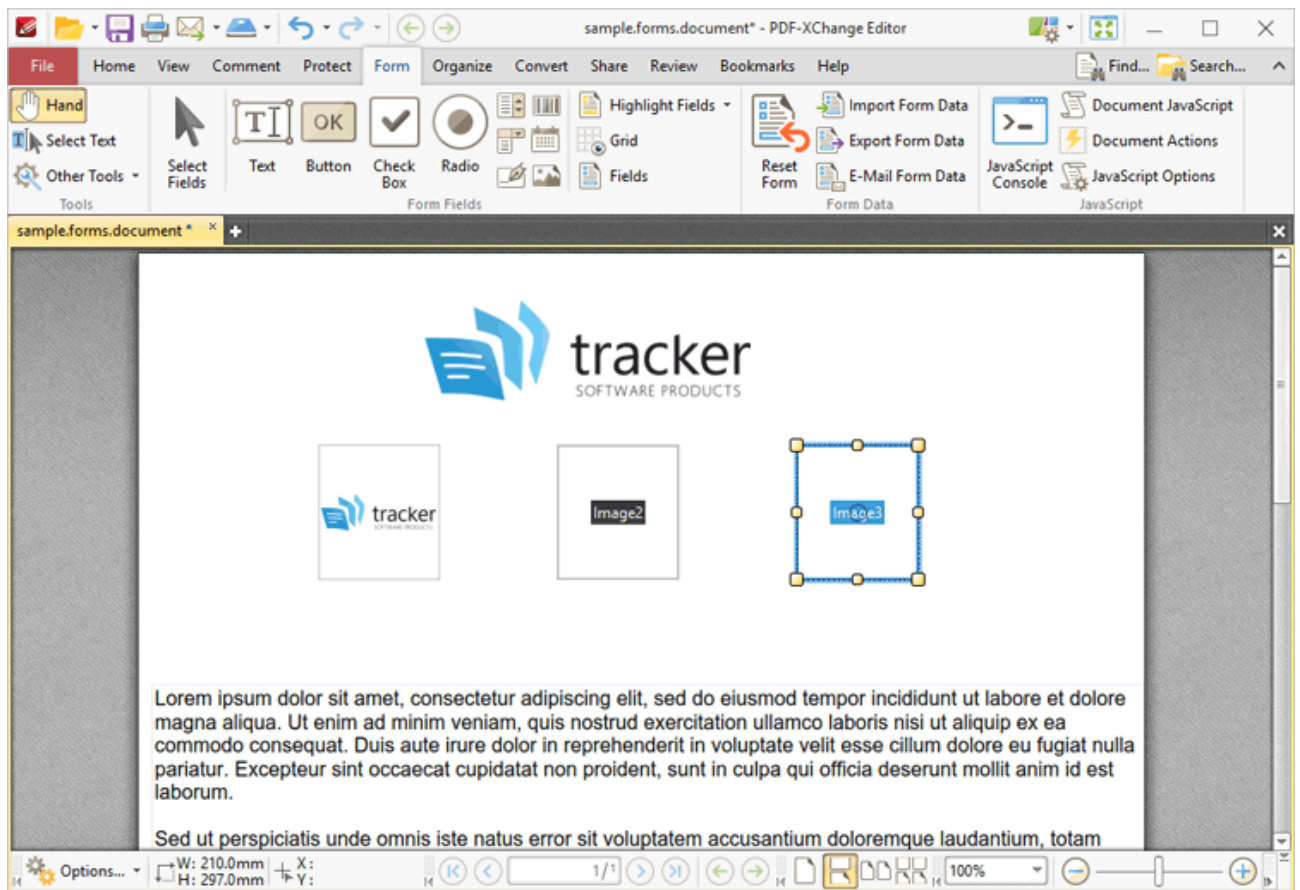 sample.forms.document* - PDF-XChange Editor
File Home View Comment Protect Form Organize Convert Share Review Bookmarks Help Find... Search...
Hand
Select Text
Other Tools
Tools
Select Fields
Text
OK
Button
Check Box
Radio
Form Fields
Highlight Fields
Grid
Fields
Reset Form
Import Form Data
Export Form Data
E-Mail Form Data
Form Data
JavaScript Console
Document JavaScript
Document Actions
JavaScript Options
JavaScript
sample.forms.document *
tracker
SOFTWARE PRODUCTS
tracker
SOFTWARE PRODUCTS
Image2
Image3
Lorem ipsum dolor sit amet, consectetur adipiscing elit, sed do eiusmod tempor incididunt ut labore et dolore
magna aliqua. Ut enim ad minim veniam, quis nostrud exercitation ullamco laboris nisi ut aliquip ex ea
commodo consequat. Duis aute irure dolor in reprehenderit in voluptate velit esse cillum dolore eu fugiat nulla
pariatur. Excepteur sint occaecat cupidatat non proident, sunt in culpa qui officia deserunt mollit anim id est
laborum.
Sed ut perspiciatis unde omnis iste natus error sit voluptatem accusantium doloremque laudantium, totam
Options...
W: 210.0mm
H: 297.0mm
X:
Y:
1/1
100%